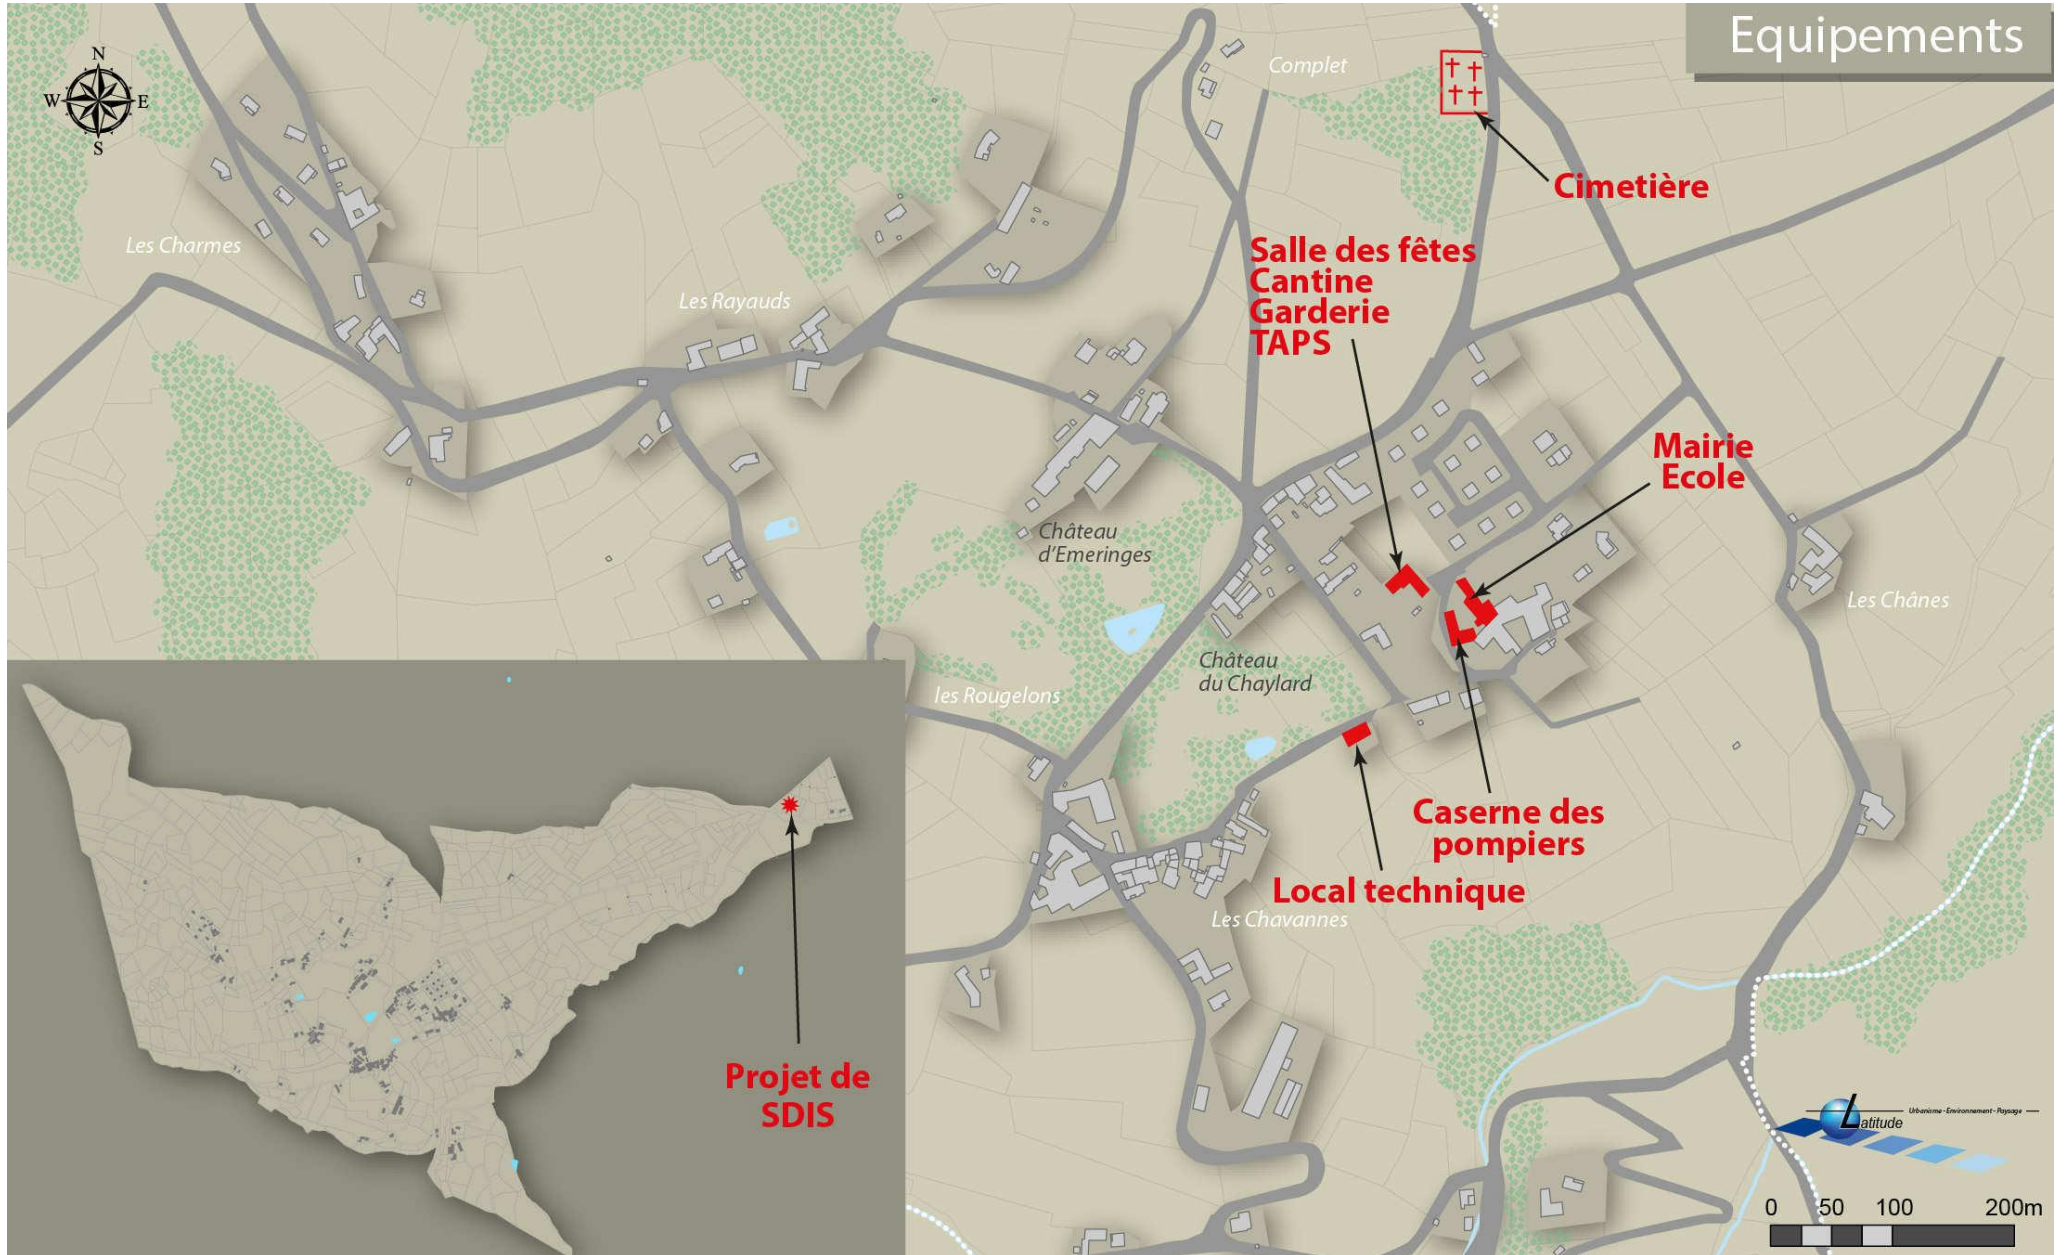 Equipements
N
W
E
S
Complet
Cimetière
Les Charmes
Salle des fêtes
Cantine
Garderie
TAPS
Les Rayauds
Mairie
Ecole
Château
d'Emeringes
Les Chânes
Château
du Chaylard
les Rougelons
Caserne des
pompiers
Local technique
Les Chavannes
Projet de
SDIS
Latitude
Urbanisme - Environnement - Paysage
0 50 100 200m